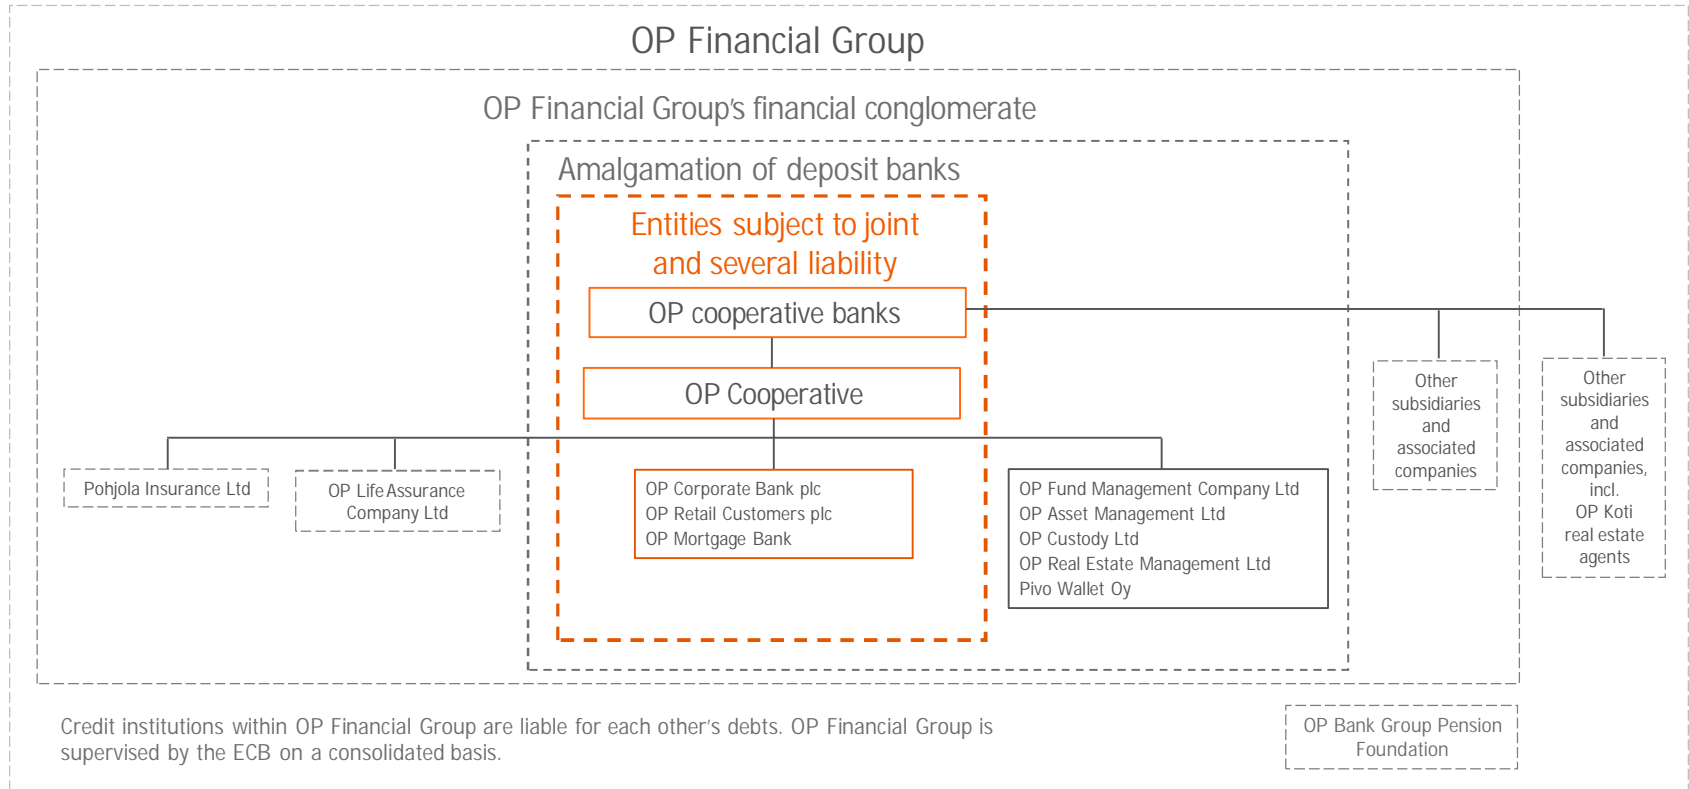 OP Financial Group
OP Financial Group's financial conglomerate
Amalgamation of deposit banks
Entities subject to joint
and several liability
OP cooperative banks
OP Cooperative
Pohjola Insurance Ltd
OP Life Assurance
Company Ltd
OP Corporate Bank plc
OP Retail Customers plc
OP Mortgage Bank
OP Fund Management Company Ltd
OP Asset Management Ltd
OP Custody Ltd
OP Real Estate Management Ltd
Pivo Wallet Oy
Other
subsidiaries
and
associated
companies
Other
subsidiaries
and
associated
companies,
incl.
OP Koti
real estate
agents
Credit institutions within OP Financial Group are liable for each other's debts. OP Financial Group is
supervised by the ECB on a consolidated basis.
OP Bank Group Pension
Foundation